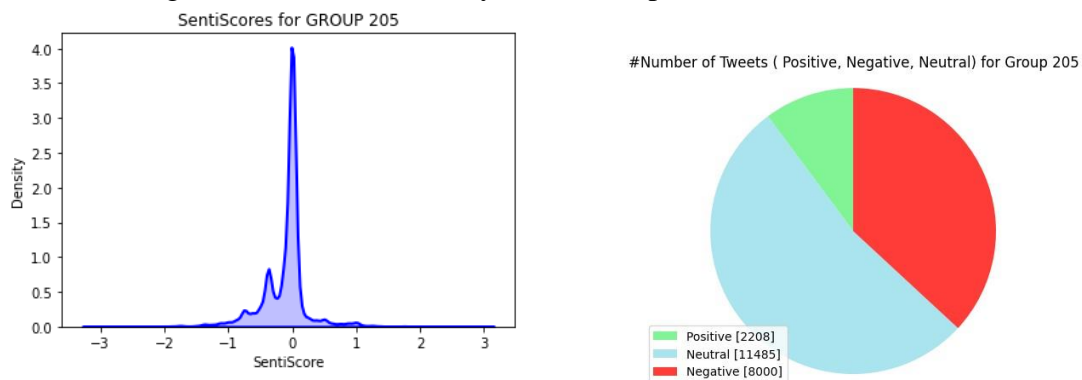 SentiScores for GROUP 205
4.0
3.5
3.0
2.5
2.0
1.5
1.0
0.5
0.0
Density
−3
−2
−1
0
1
2
3
SentiScore
#Number of Tweets ( Positive, Negative, Neutral) for Group 205
Positive [2208]
Neutral [11485]
Negative [8000]